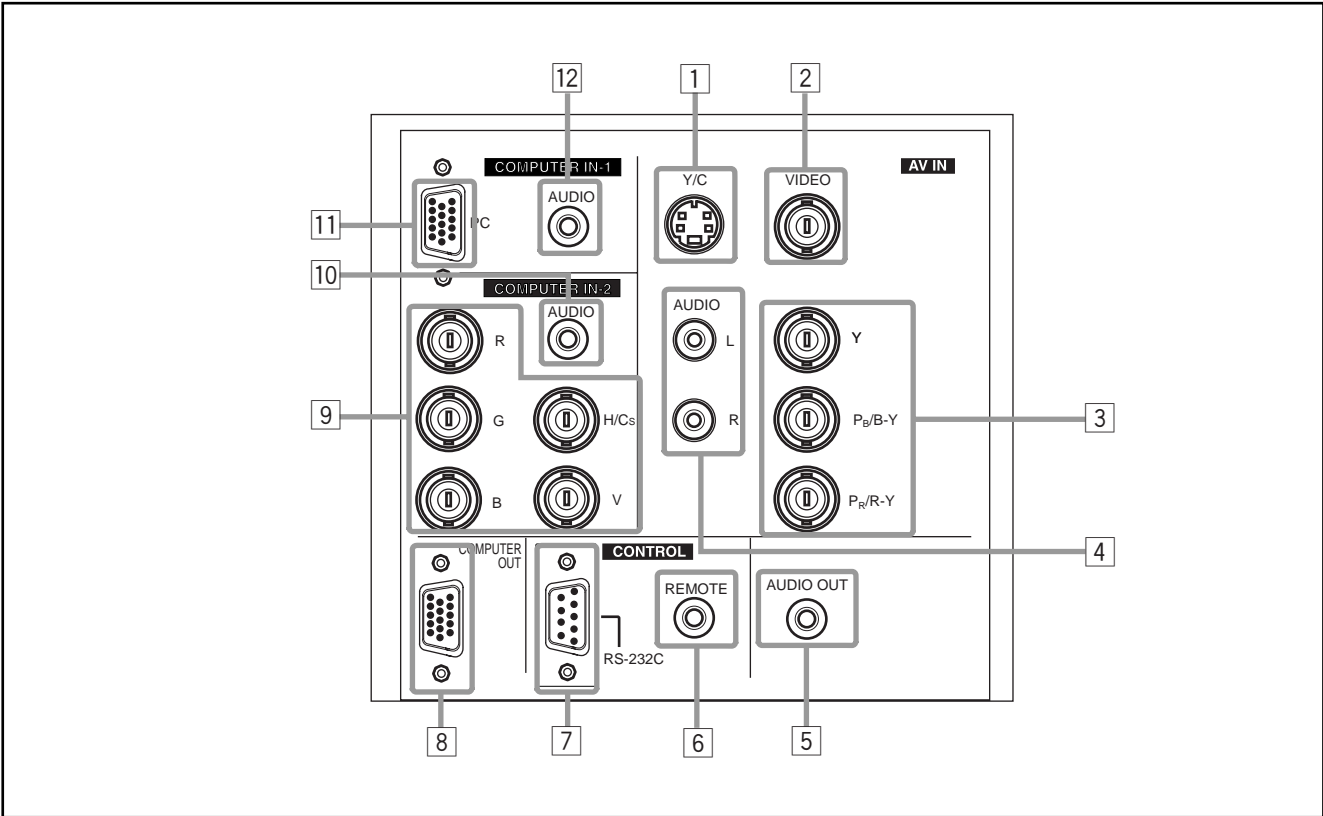 12
1
2
COMPUTER IN-1
AV IN
Y/C
VIDEO
AUDIO
11
PC
10
COMPUTER IN-2
AUDIO
AUDIO
R
L
Y
9
G
H/Cs
R
PB/B-Y
3
B
V
PR/R-Y
COMPUTER
OUT
CONTROL
4
REMOTE
AUDIO OUT
RS-232C
8
7
6
5